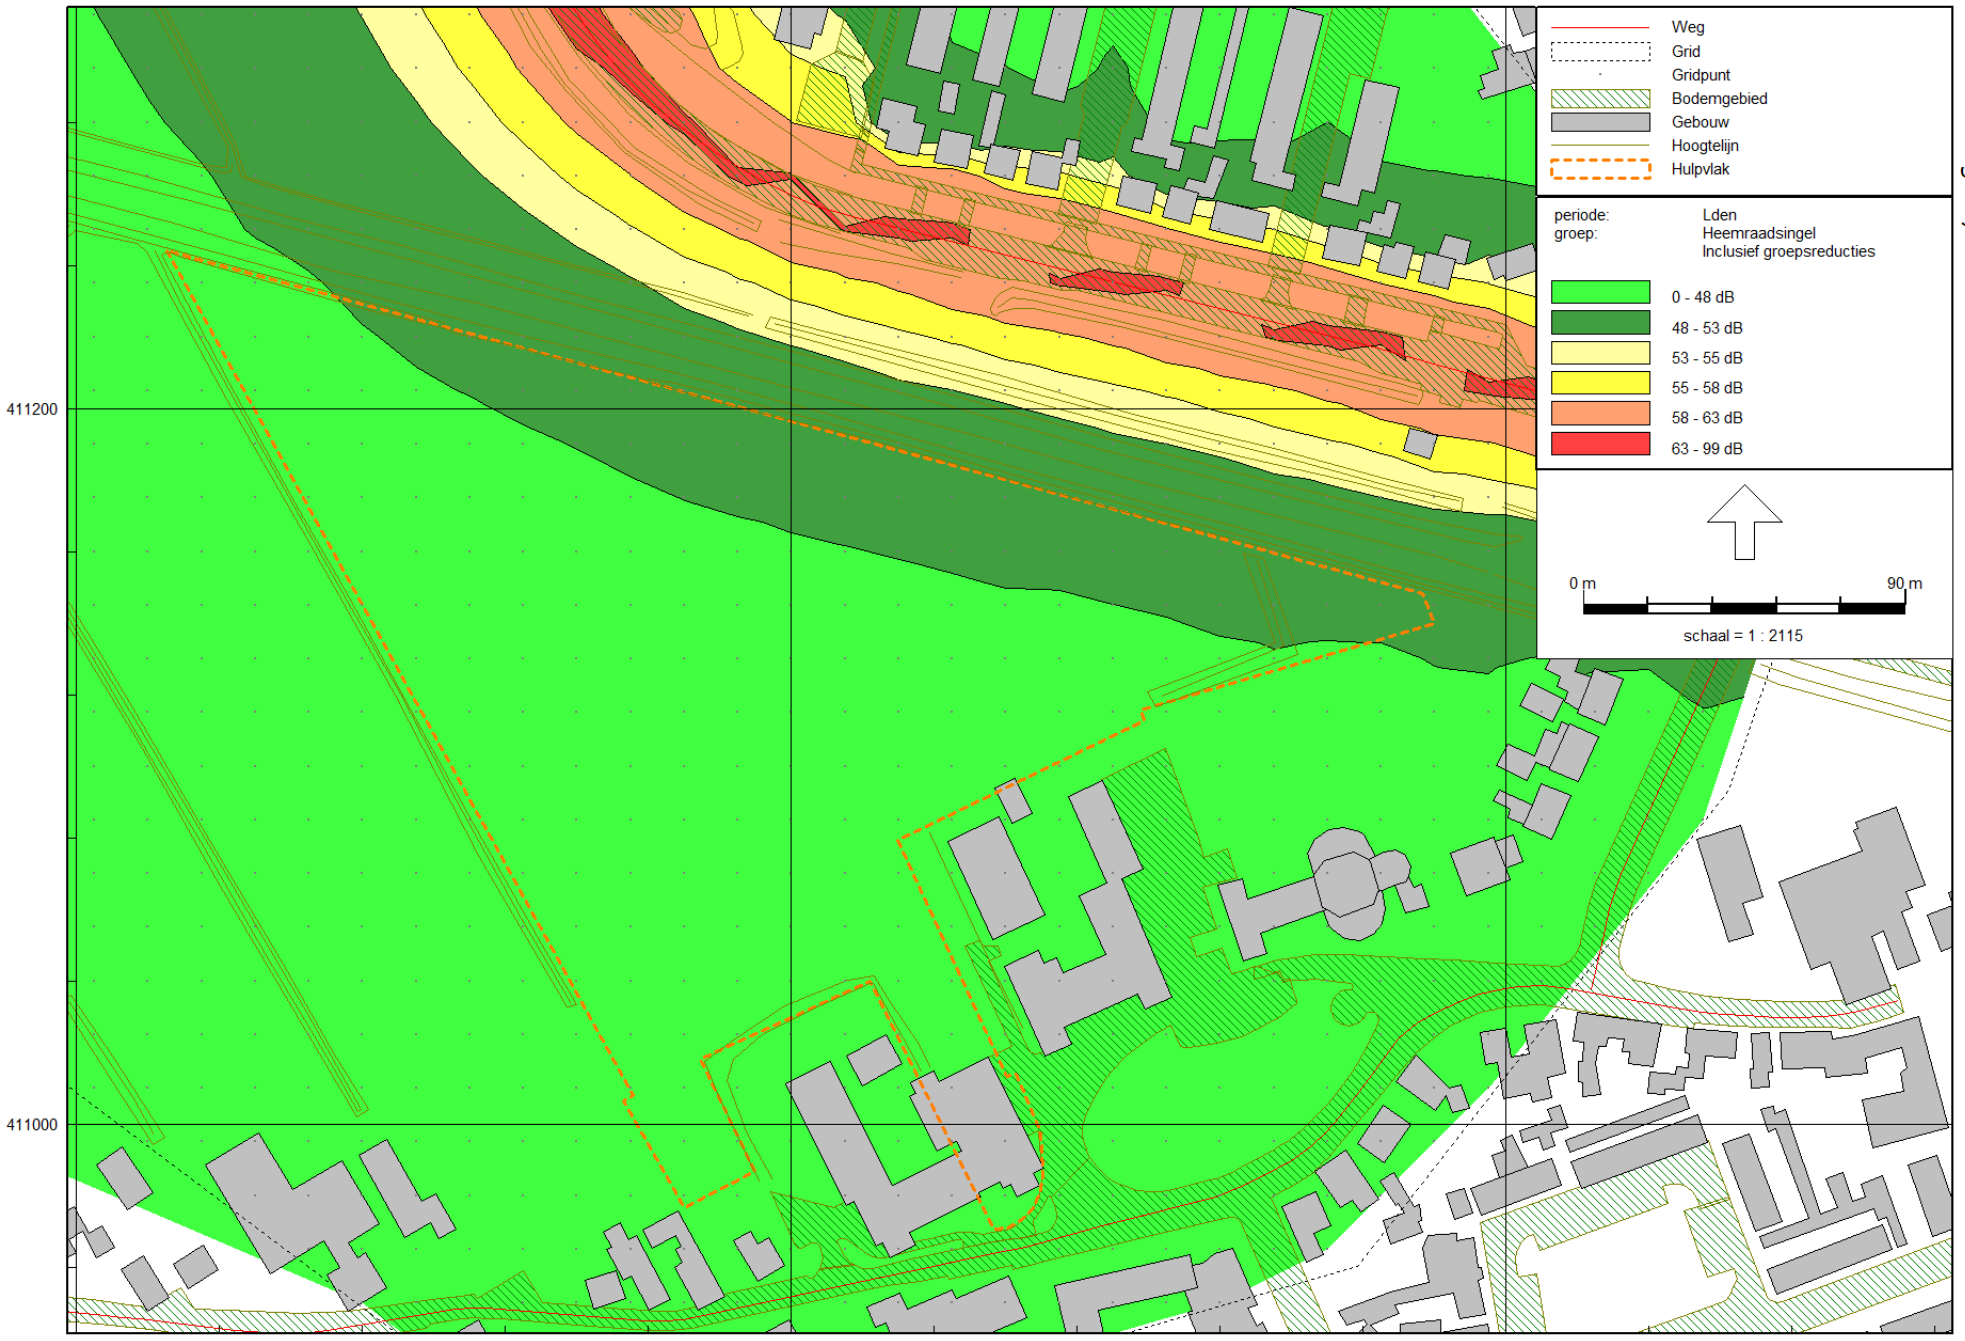 Weg
Grid
Gridpunt
Bodemgebied
Gebouw
Hoogtelijn
Hulpvlak
periode: Lden
groep: Heemraadsingel
Inclusief groepsreducties
0 - 48 dB
48 - 53 dB
53 - 55 dB
55 - 58 dB
58 - 63 dB
63 - 99 dB
0 m 90 m
schaal = 1 : 2115
411200
411000